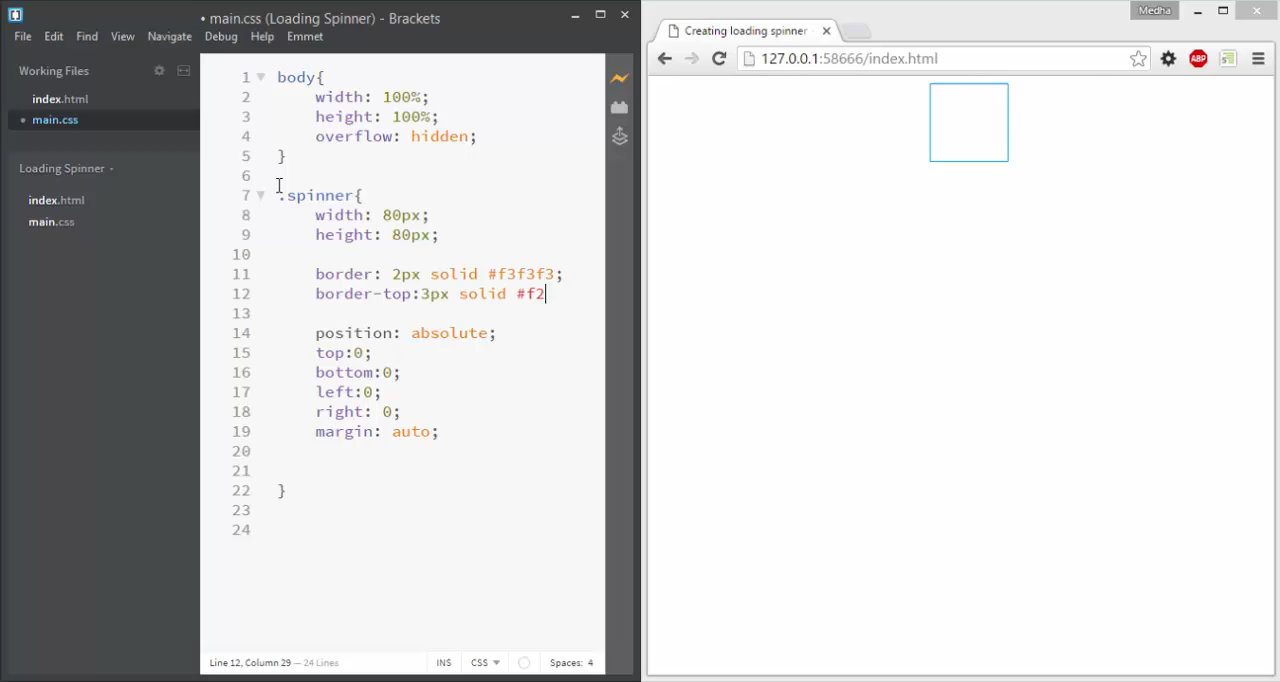 • main.css (Loading Spinner) - Brackets
File Edit Find View Navigate Debug Help Emmet
Working Files
index.html
• main.css
Loading Spinner
index.html
main.css
1 body{
2 width: 100%;
3 height: 100%;
4 overflow: hidden;
5 }
6
7 .spinner{
8 width: 80px;
9 height: 80px;
10
11 border: 2px solid #f3f3f3;
12 border-top:3px solid #f2
13
14 position: absolute;
15 top:0;
16 bottom:0;
17 left:0;
18 right: 0;
19 margin: auto;
20
21
22 }
23
24
Line 12, Column 29 — 24 Lines
INS CSS Spaces: 4
Medha
Creating loading spinner
127.0.0.1:58666/index.html
ABP